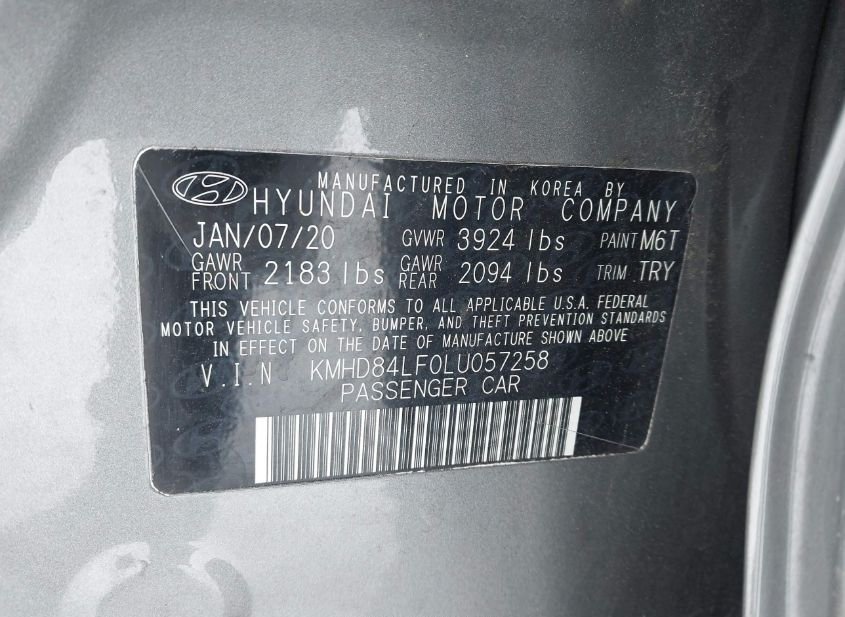 MANUFACTURED IN KOREA BY
HYUNDAI MOTOR COMPANY
JAN/07/20 GVWR 3924 lbs PAINT M6T
GAWR FRONT 2183 lbs GAWR REAR 2094 lbs TRIM TRY
THIS VEHICLE CONFORMS TO ALL APPLICABLE U.S.A. FEDERAL
MOTOR VEHICLE SAFETY, BUMPER, AND THEFT PREVENTION STANDARDS
IN EFFECT ON THE DATE OF MANUFACTURE SHOWN ABOVE
V.I.N KMHD84LF0LU057258
PASSENGER CAR